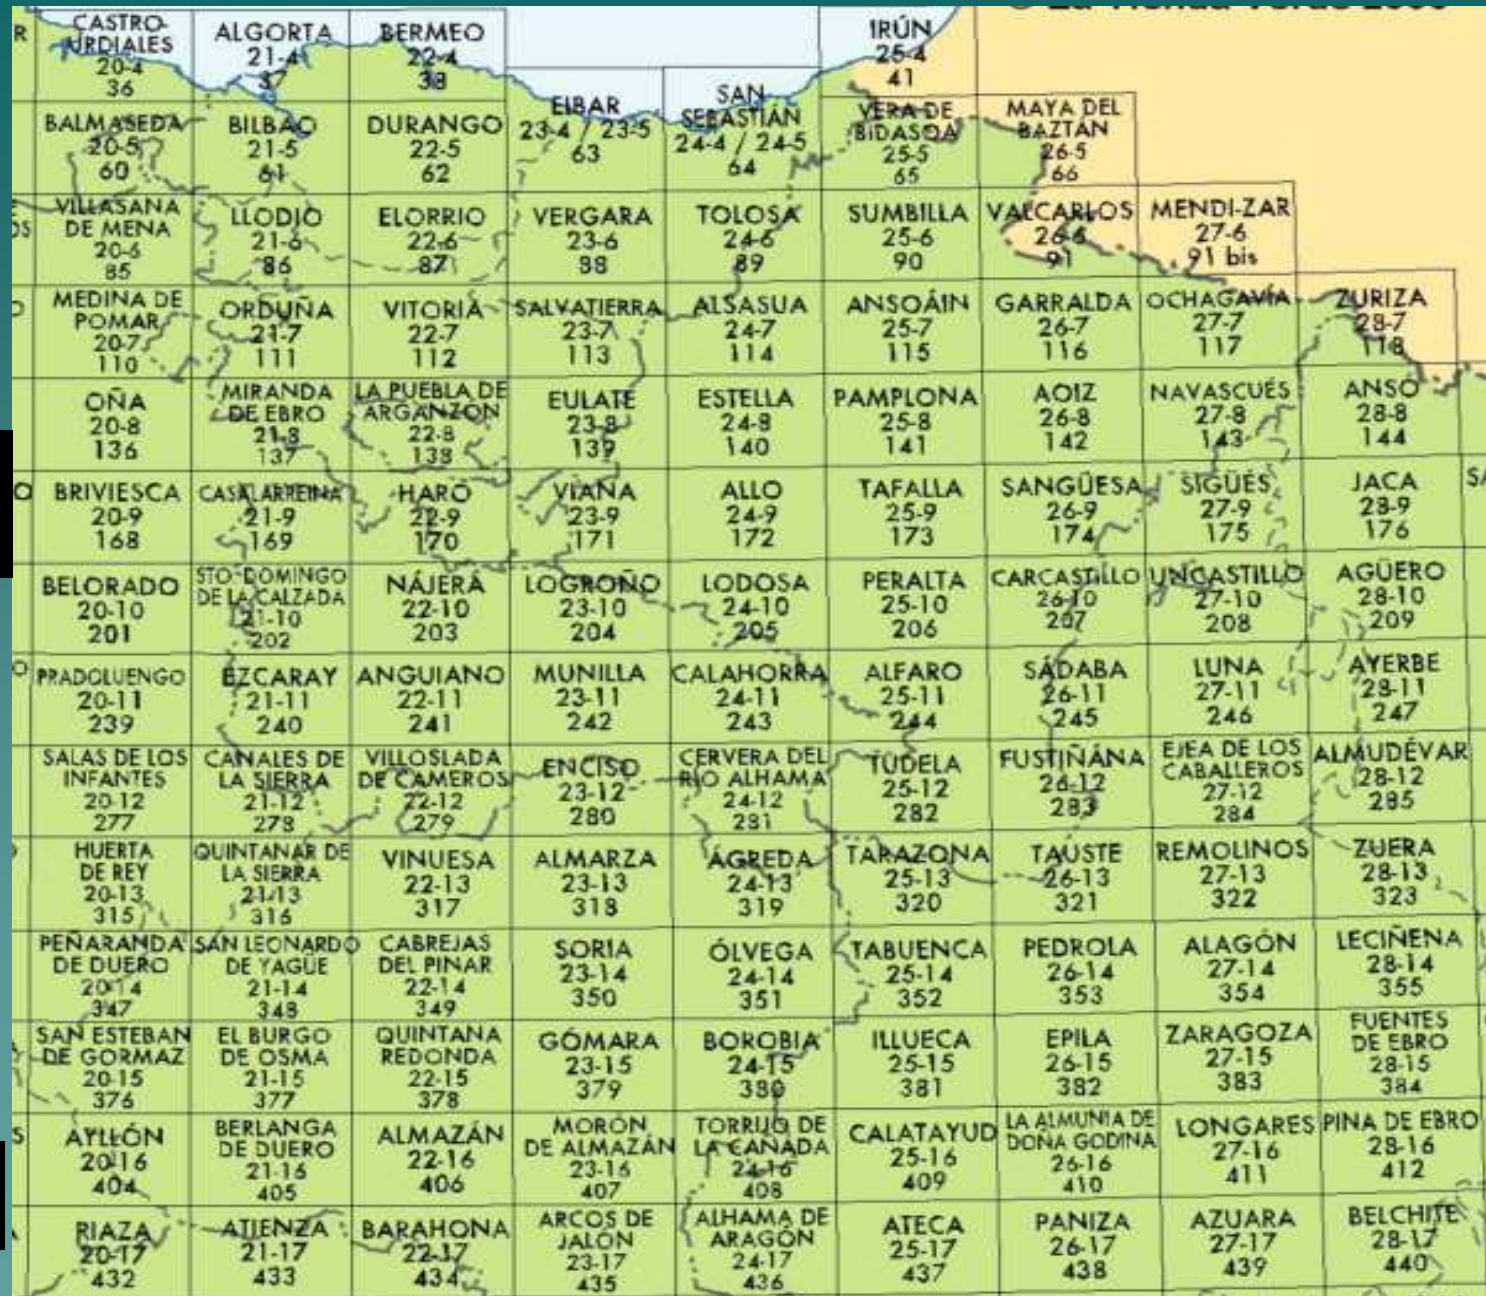 R
CASTRO-
URDIALES
20-4
36
ALGORTA
21-4
37
BERMEO
22-4
38
EIBAR
23-4 / 23-5
63
SAN
SEBASTIÁN
24-4 / 24-5
64
IRÚN
25-4
41
BALMASEDA
20-5
60
BILBAO
21-5
61
DURANGO
22-5
62
VERA DE
BIDASOA
25-5
65
MAYA DEL
BAZTÁN
26-5
66
OS
VILLASANA
DE MENA
20-6
85
LLODIO
21-6
86
ELORRIO
22-6
87
VERGARA
23-6
88
TOLOSA
24-6
89
SUMBILLA
25-6
90
VALCARLOS
26-6
91
MENDI-ZAR
27-6
91 bis
MEDINA DE
POMAR
20-7
110
ORDUÑA
21-7
111
VITORIA
22-7
112
SALVATIERRA
23-7
113
ALSASUA
24-7
114
ANSOÁIN
25-7
115
GARRALDA
26-7
116
OCHAGAVÍA
27-7
117
ZURIZA
28-7
118
OÑA
20-8
136
MIRANDA
DE EBRO
21-8
137
LA PUEBLA DE
ARGANZON
22-8
138
EULATE
23-8
139
ESTELLA
24-8
140
PAMPLONA
25-8
141
AOIZ
26-8
142
NAVASCUÉS
27-8
143
ANSO
28-8
144
O
BRIVIESCA
20-9
168
CASALARREINA
21-9
169
HARO
22-9
170
VIANA
23-9
171
ALLO
24-9
172
TAFALLA
25-9
173
SANGÜESA
26-9
174
SIGÜÉS
27-9
175
JACA
28-9
176
SA
BELORADO
20-10
201
STO-DOMINGO
DE LA CALZADA
21-10
202
NÁJERA
22-10
203
LOGROÑO
23-10
204
LODOSA
24-10
205
PERALTA
25-10
206
CARCASTILLO
26-10
207
UNCASTILLO
27-10
208
AGÜERO
28-10
209
O
PRADOLUENGO
20-11
239
EZCARAY
21-11
240
ANGUIANO
22-11
241
MUNILLA
23-11
242
CALAHORRA
24-11
243
ALFARO
25-11
244
SÁDABA
26-11
245
LUNA
27-11
246
AYERBE
28-11
247
SALAS DE LOS
INFANTES
20-12
277
CANALES DE
LA SIERRA
21-12
278
VILLOSLADA
DE CAMEROS
22-12
279
ENCISO
23-12
280
CERVERA DEL
RÍO ALHAMA
24-12
281
TUDELA
25-12
282
FUSTIÑÁNA
26-12
283
EJEA DE LOS
CABALLEROS
27-12
284
ALMUDÉVAR
28-12
285
HUERTA
DE REY
20-13
315
QUINTANAR DE
LA SIERRA
21-13
316
VINUESA
22-13
317
ALMARZA
23-13
318
ÁGREDA
24-13
319
TARAZONA
25-13
320
TAUSTE
26-13
321
REMOLINOS
27-13
322
ZUERA
28-13
323
PEÑARANDA
DE DUERO
20-14
347
SAN LEONARDO
DE YAGÜE
21-14
348
CABREJAS
DEL PINAR
22-14
349
SORIA
23-14
350
ÓLVEGA
24-14
351
TABUENCA
25-14
352
PEDROLA
26-14
353
ALAGÓN
27-14
354
LECIÑENA
28-14
355
SAN ESTEBAN
DE GORMAZ
20-15
376
EL BURGO
DE OSMA
21-15
377
QUINTANA
REDONDA
22-15
378
GÓMARA
23-15
379
BOROBIA
24-15
380
ILLUECA
25-15
381
EPILA
26-15
382
ZARAGOZA
27-15
383
FUENTES
DE EBRO
28-15
384
S
AYLLÓN
20-16
404
BERLANGA
DE DUERO
21-16
405
ALMAZÁN
22-16
406
MORÓN
DE ALMAZÁN
23-16
407
TORRIJO DE
LA CAÑADA
24-16
408
CALATAYUD
25-16
409
LA ALMUNIA DE
DOÑA GODINA
26-16
410
LONGARES
27-16
411
PINA DE EBRO
28-16
412
RIAZA
20-17
432
ATIENZA
21-17
433
BARAHONA
22-17
434
ARCOS DE
JALÓN
23-17
435
ALHAMA DE
ARAGÓN
24-17
436
ATECA
25-17
437
PANIZA
26-17
438
AZUARA
27-17
439
BELCHITE
28-17
440